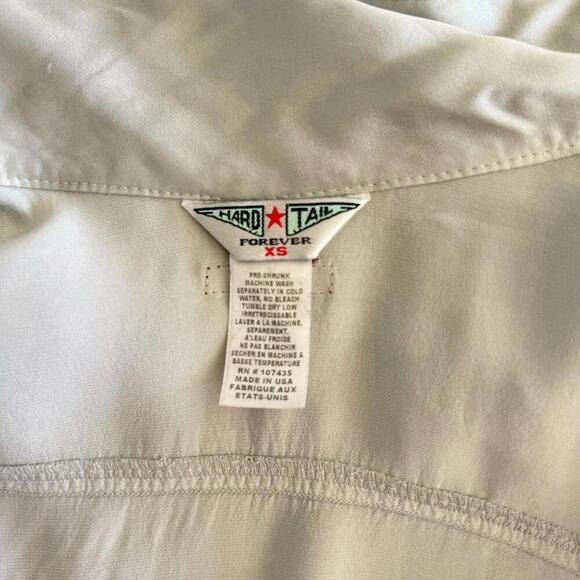 HARD ★ TAIL
FOREVER
XS
PRE-SHRUNK
MACHINE WASH
SEPARATELY IN COLD
WATER, NO BLEACH
TUMBLE DRY LOW
IRRETRECISSABLE
LAVER A LA MACHINE,
SEPAREMENT,
A'LEAU FROIDE
NE PAS BLANCHIR
SECHER EN MACHINE A
BASSE TEMPERATURE
RN # 107435
MADE IN USA
FABRIQUE AUX
ETATS-UNIS